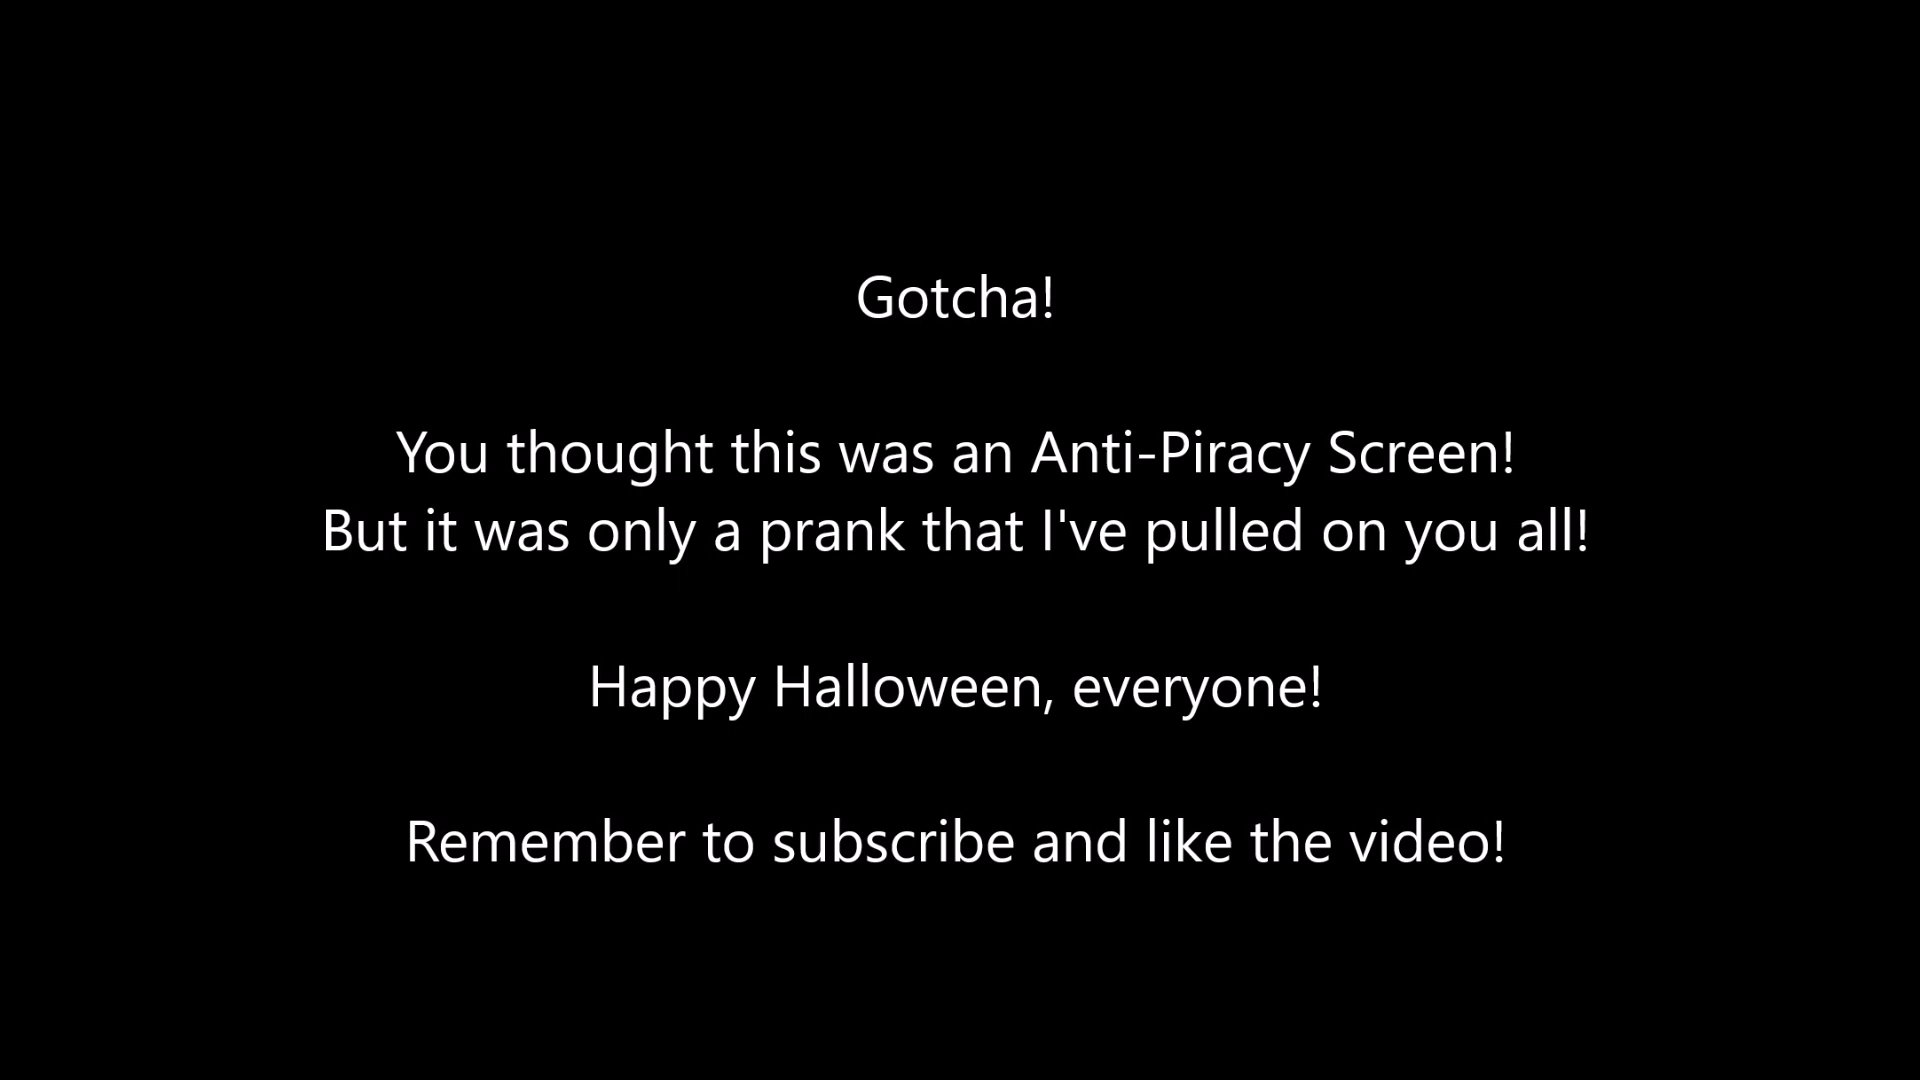 Gotcha!
You thought this was an Anti-Piracy Screen!
But it was only a prank that I've pulled on you all!
Happy Halloween, everyone!
Remember to subscribe and like the video!